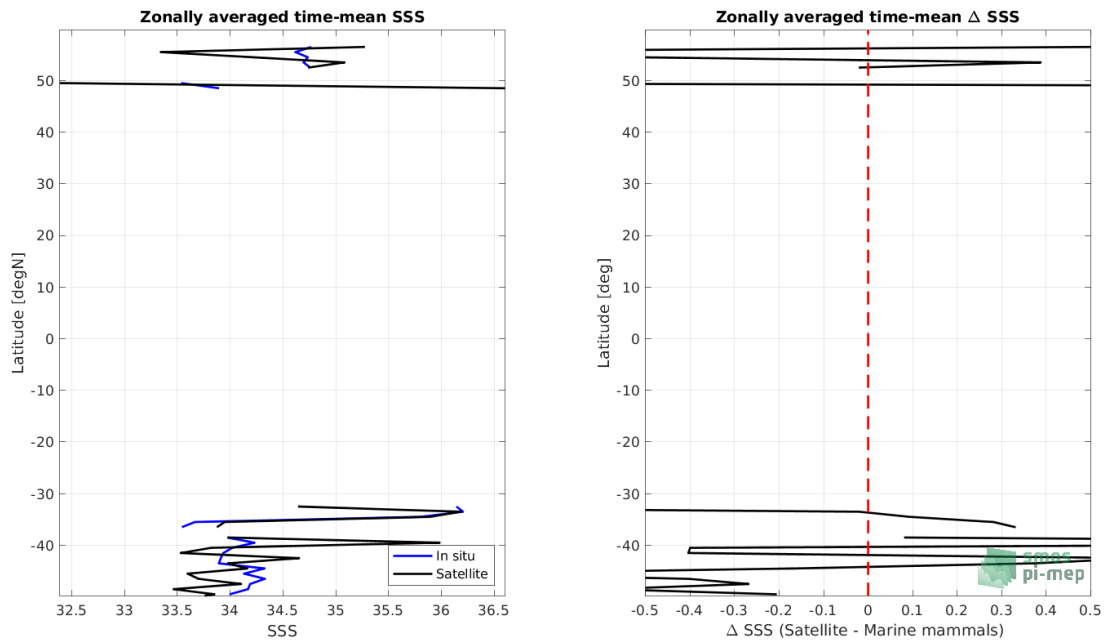 Zonally averaged time-mean SSS
Latitude [degN]
50
40
30
20
10
0
-10
-20
-30
-40
32.5 33 33.5 34 34.5 35 35.5 36 36.5
SSS
In situ
Satellite
Zonally averaged time-mean Δ SSS
Latitude [deg]
50
40
30
20
10
0
-10
-20
-30
-40
-0.5 -0.4 -0.3 -0.2 -0.1 0 0.1 0.2 0.3 0.4 0.5
Δ SSS (Satellite - Marine mammals)
smos
pi-mep